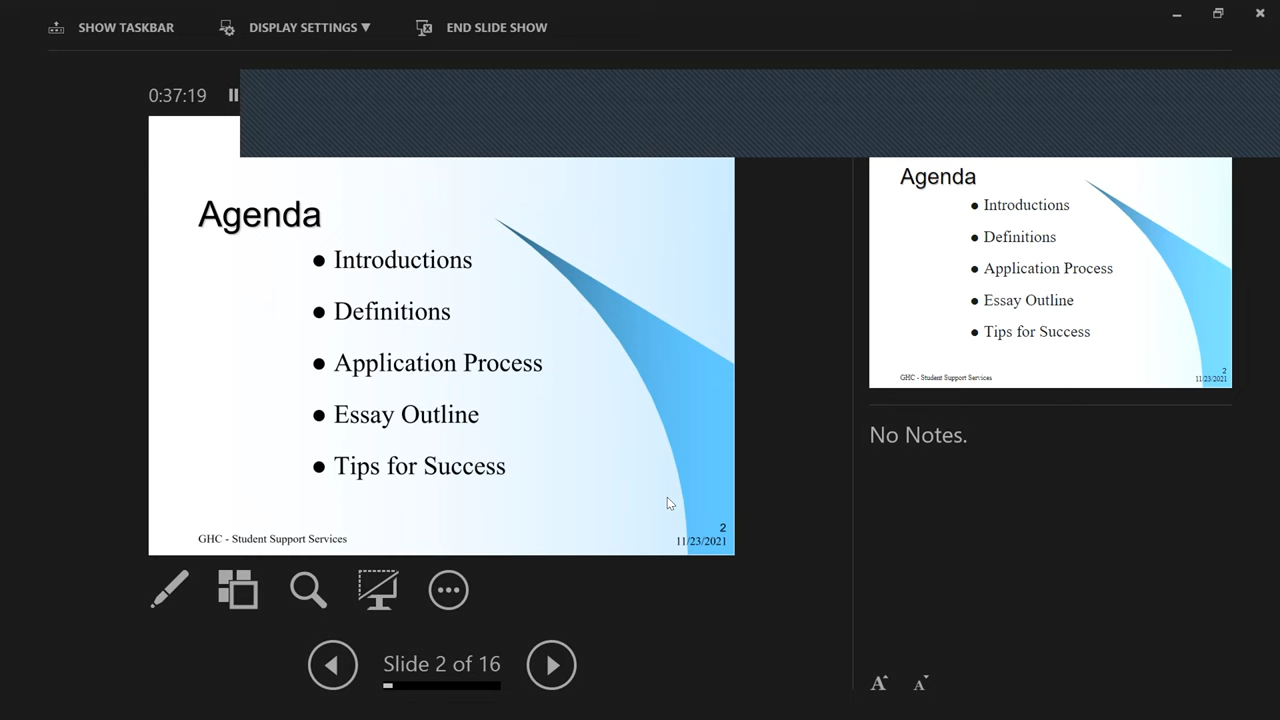 SHOW TASKBAR
DISPLAY SETTINGS ▼
END SLIDE SHOW
0:37:19
Agenda
● Introductions
● Definitions
● Application Process
● Essay Outline
● Tips for Success
GHC - Student Support Services
2
11/23/2021
Slide 2 of 16
Agenda
● Introductions
● Definitions
● Application Process
● Essay Outline
● Tips for Success
GHC - Student Support Services
2
11/23/2021
No Notes.
A A